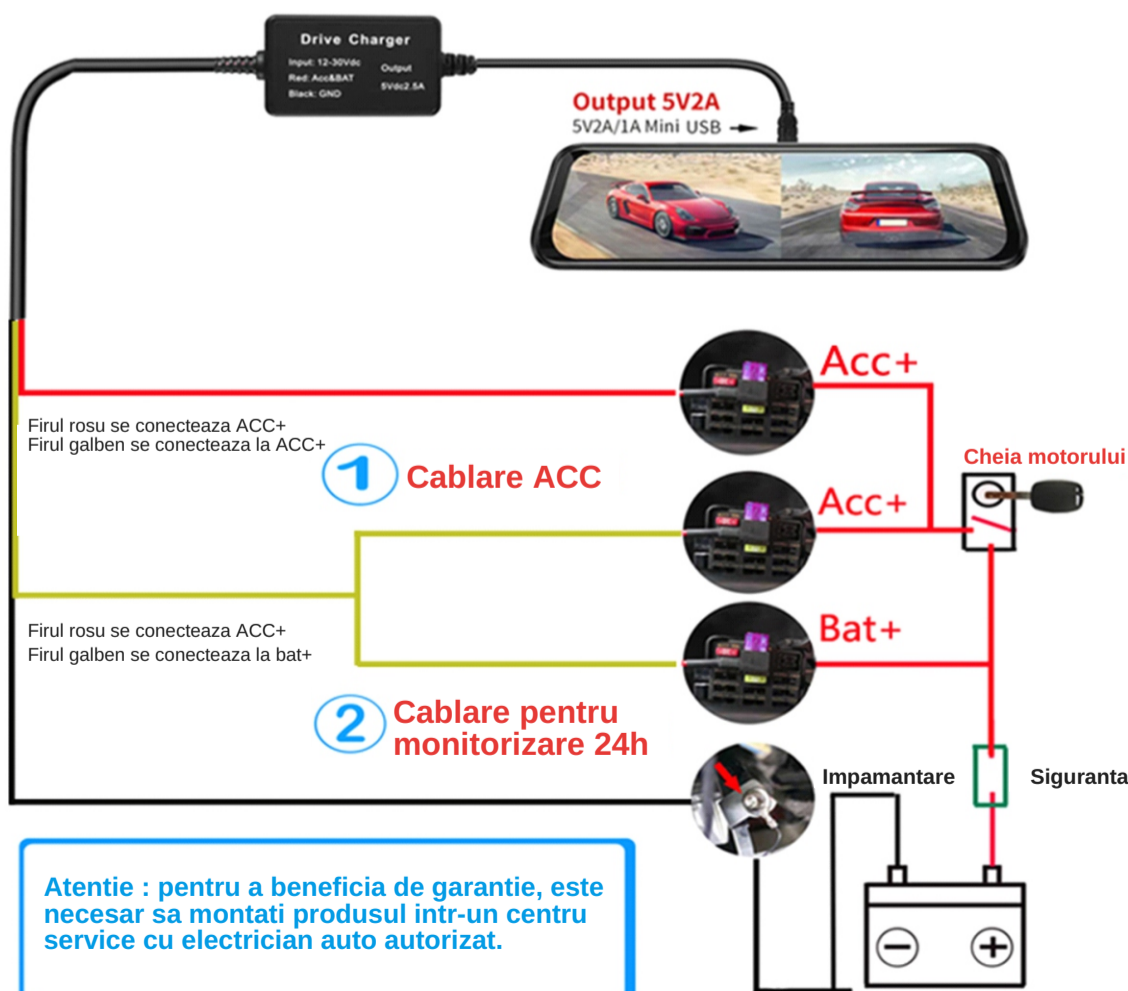 Drive Charger
Input: 12-30Vdc
Red: Acc&BAT
Black: GND
Output
5Vdc2.5A
Output 5V2A
5V2A/1A Mini USB
Acc+
Firul rosu se conecteaza ACC+
Firul galben se conecteaza la ACC+
1 Cablare ACC
Cheia motorului
Acc+
Firul rosu se conecteaza ACC+
Firul galben se conecteaza la bat+
Bat+
2 Cablare pentru
monitorizare 24h
Impamantare
Siguranta
Atentie : pentru a beneficia de garantie, este
necesar sa montati produsul intr-un centru
service cu electrician auto autorizat.